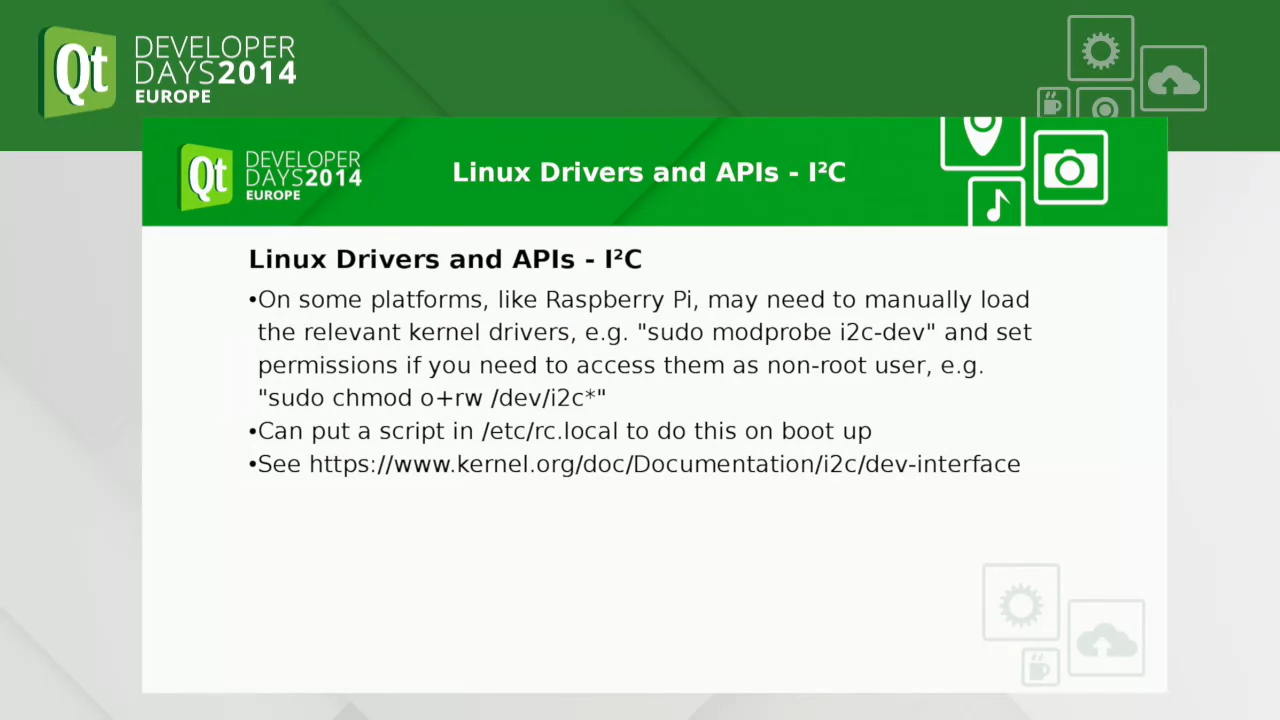 Qt
DEVELOPER
DAYS2014
EUROPE
Qt
DEVELOPER
DAYS2014
EUROPE
Linux Drivers and APIs - I²C
Linux Drivers and APIs - I²C
•On some platforms, like Raspberry Pi, may need to manually load
the relevant kernel drivers, e.g. "sudo modprobe i2c-dev" and set
permissions if you need to access them as non-root user, e.g.
"sudo chmod o+rw /dev/i2c*"
•Can put a script in /etc/rc.local to do this on boot up
•See https://www.kernel.org/doc/Documentation/i2c/dev-interface